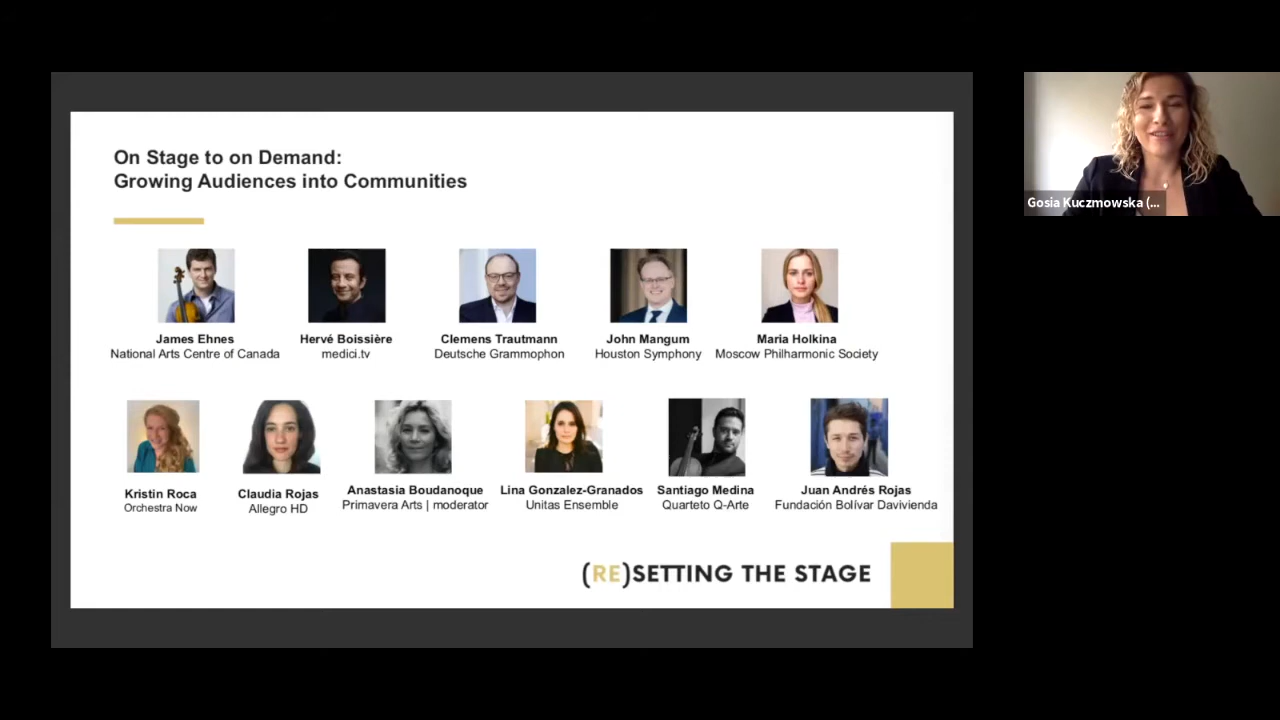 On Stage to on Demand:
Growing Audiences into Communities
James Ehnes
National Arts Centre of Canada
Hervé Boissière
medici.tv
Clemens Trautmann
Deutsche Grammophon
John Mangum
Houston Symphony
Maria Holkina
Moscow Philharmonic Society
Kristin Roca
Orchestra Now
Claudia Rojas
Allegro HD
Anastasia Boudanoque
Primavera Arts | moderator
Lina Gonzalez-Granados
Unitas Ensemble
Santiago Medina
Quarteto Q-Arte
Juan Andrés Rojas
Fundación Bolívar Davivienda
(RE)SETTING THE STAGE
Gosia Kuczmowska (...